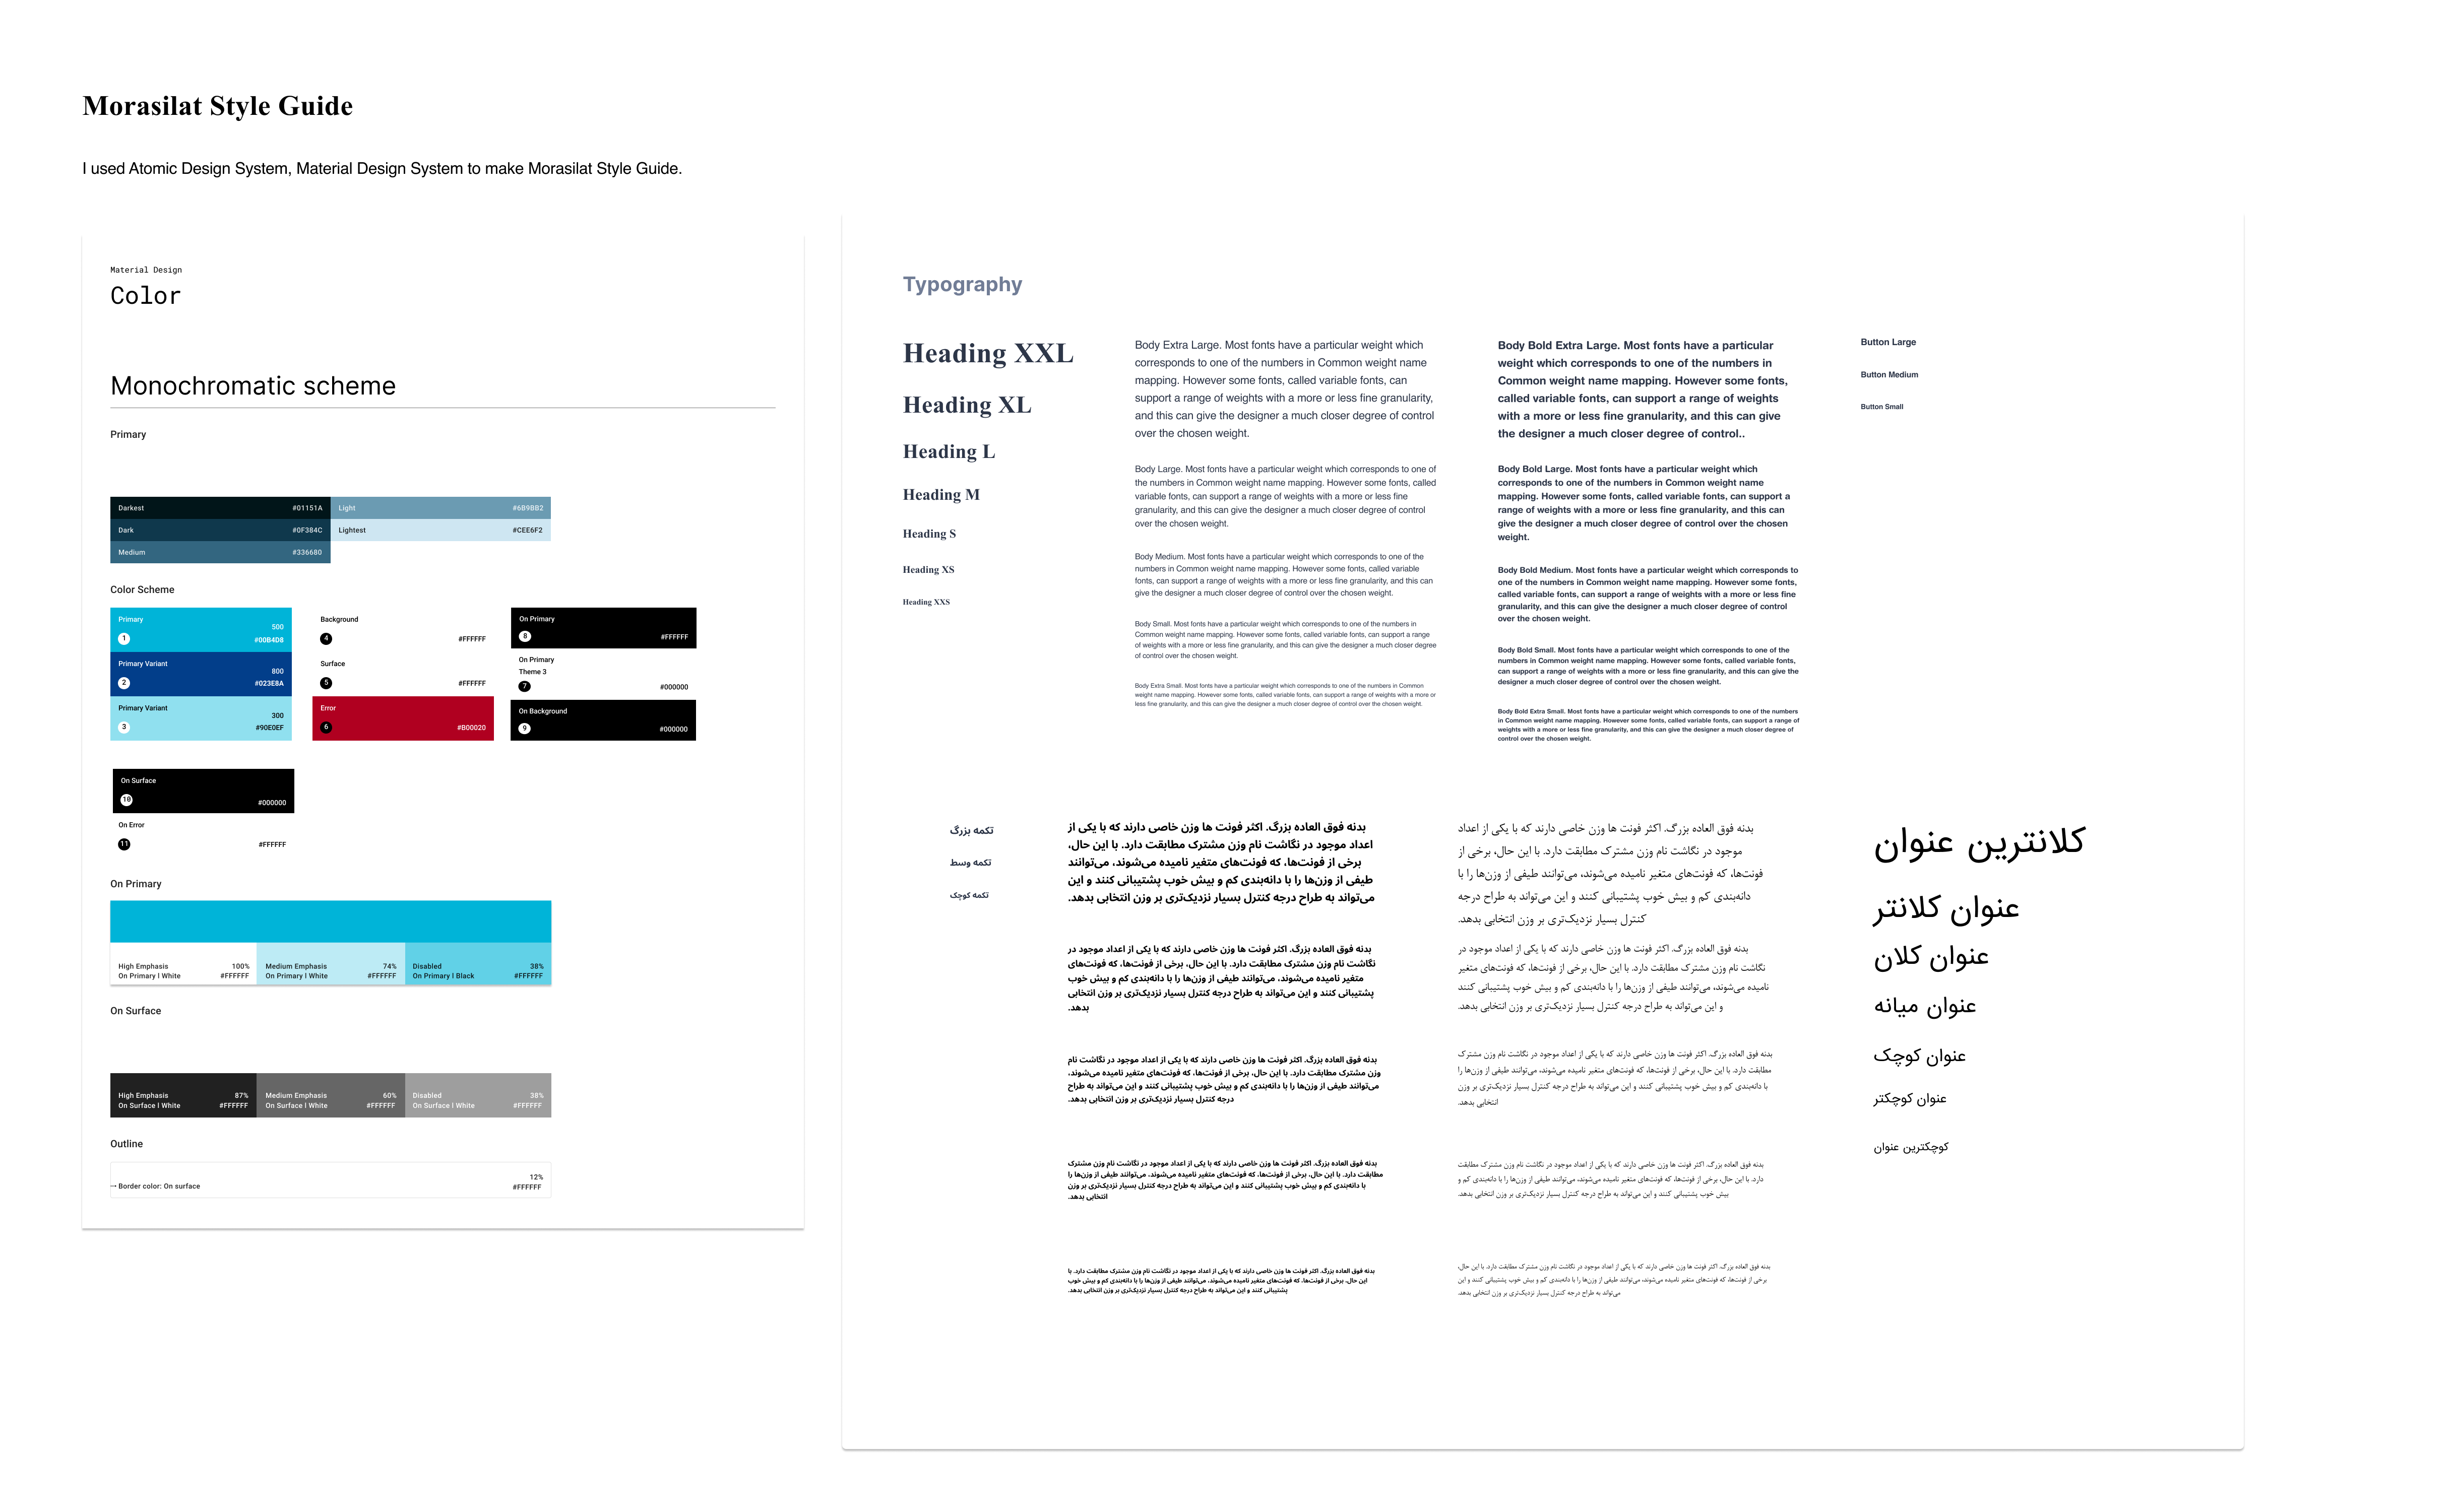 Morasilat Style Guide
I used Atomic Design System, Material Design System to make Morasilat Style Guide.
Material Design
Color
Monochromatic scheme
Primary
Darkest #01151A
Light #6B9BB2
Dark #0F384C
Lightest #CEE6F2
Medium #336680
Color Scheme
Primary
500
1 #00B4D8
Primary Variant
800
2 #023E8A
Primary Variant
300
3 #90E0EF
Background
4 #FFFFFF
Surface
5 #FFFFFF
Error
6 #B00020
On Primary
8 #FFFFFF
On Primary
Theme 3
7 #000000
On Background
9 #000000
On Surface
10 #000000
On Error
11 #FFFFFF
On Primary
High Emphasis 100%
On Primary I White #FFFFFF
Medium Emphasis 74%
On Primary I White #FFFFFF
Disabled 38%
On Primary I Black #FFFFFF
On Surface
High Emphasis 87%
On Surface I White #FFFFFF
Medium Emphasis 60%
On Surface I White #FFFFFF
Disabled 38%
On Surface I White #FFFFFF
Outline
12%
→ Border color: On surface #FFFFFF
Typography
Heading XXL
Heading XL
Heading L
Heading M
Heading S
Heading XS
Heading XXS
Body Extra Large. Most fonts have a particular weight which
corresponds to one of the numbers in Common weight name
mapping. However some fonts, called variable fonts, can
support a range of weights with a more or less fine granularity,
and this can give the designer a much closer degree of control
over the chosen weight.
Body Large. Most fonts have a particular weight which corresponds to one of
the numbers in Common weight name mapping. However some fonts, called
variable fonts, can support a range of weights with a more or less fine
granularity, and this can give the designer a much closer degree of control
over the chosen weight.
Body Medium. Most fonts have a particular weight which corresponds to one of the
numbers in Common weight name mapping. However some fonts, called variable
fonts, can support a range of weights with a more or less fine granularity, and this can
give the designer a much closer degree of control over the chosen weight.
Body Small. Most fonts have a particular weight which corresponds to one of the numbers in
Common weight name mapping. However some fonts, called variable fonts, can support a range
of weights with a more or less fine granularity, and this can give the designer a much closer degree
of control over the chosen weight.
Body Extra Small. Most fonts have a particular weight which corresponds to one of the numbers in Common
weight name mapping. However some fonts, called variable fonts, can support a range of weights with a more or
less fine granularity, and this can give the designer a much closer degree of control over the chosen weight.
Body Bold Extra Large. Most fonts have a particular
weight which corresponds to one of the numbers in
Common weight name mapping. However some fonts,
called variable fonts, can support a range of weights
with a more or less fine granularity, and this can give
the designer a much closer degree of control..
Body Bold Large. Most fonts have a particular weight which
corresponds to one of the numbers in Common weight name
mapping. However some fonts, called variable fonts, can support a
range of weights with a more or less fine granularity, and this can
give the designer a much closer degree of control over the chosen
weight.
Body Bold Medium. Most fonts have a particular weight which corresponds to
one of the numbers in Common weight name mapping. However some fonts,
called variable fonts, can support a range of weights with a more or less fine
granularity, and this can give the designer a much closer degree of control
over the chosen weight.
Body Bold Small. Most fonts have a particular weight which corresponds to one of the
numbers in Common weight name mapping. However some fonts, called variable fonts,
can support a range of weights with a more or less fine granularity, and this can give the
designer a much closer degree of control over the chosen weight.
Body Bold Extra Small. Most fonts have a particular weight which corresponds to one of the numbers
in Common weight name mapping. However some fonts, called variable fonts, can support a range of
weights with a more or less fine granularity, and this can give the designer a much closer degree of
control over the chosen weight.
Button Large
Button Medium
Button Small
کلانترین عنوان
عنوان کلانتر
عنوان کلان
عنوان میانه
عنوان کوچک
عنوان کوچکتر
کوچکترین عنوان
بدنه فوق العاده بزرگ. اکثر فونت ها وزن خاصی دارند که با یکی از اعداد
موجود در نگاشت نام وزن مشترک مطابقت دارد. با این حال، برخی از
فونت‌ها، که فونت‌های متغیر نامیده می‌شوند، می‌توانند طیفی از وزن‌ها را با
دانه‌بندی کم و بیش خوب پشتیبانی کنند و این می‌تواند به طراح درجه
کنترل بسیار نزدیک‌تری بر وزن انتخابی بدهد.
بدنه فوق العاده بزرگ. اکثر فونت ها وزن خاصی دارند که با یکی از اعداد موجود در
نگاشت نام وزن مشترک مطابقت دارد. با این حال، برخی از فونت‌ها، که فونت‌های متغیر
نامیده می‌شوند، می‌توانند طیفی از وزن‌ها را با دانه‌بندی کم و بیش خوب پشتیبانی کنند
و این می‌تواند به طراح درجه کنترل بسیار نزدیک‌تری بر وزن انتخابی بدهد.
بدنه فوق العاده بزرگ. اکثر فونت ها وزن خاصی دارند که با یکی از اعداد موجود در نگاشت نام وزن مشترک
مطابقت دارد. با این حال، برخی از فونت‌ها، که فونت‌های متغیر نامیده می‌شوند، می‌توانند طیفی از وزن‌ها را
با دانه‌بندی کم و بیش خوب پشتیبانی کنند و این می‌تواند به طراح درجه کنترل بسیار نزدیک‌تری بر وزن
انتخابی بدهد.
بدنه فوق العاده بزرگ. اکثر فونت ها وزن خاصی دارند که با یکی از اعداد موجود در نگاشت نام وزن مشترک مطابقت
دارد. با این حال، برخی از فونت‌ها، که فونت‌های متغیر نامیده می‌شوند، می‌توانند طیفی از وزن‌ها را با دانه‌بندی کم و
بیش خوب پشتیبانی کنند و این می‌تواند به طراح درجه کنترل بسیار نزدیک‌تری بر وزن انتخابی بدهد.
بدنه فوق العاده بزرگ. اکثر فونت ها وزن خاصی دارند که با یکی از اعداد موجود در نگاشت نام وزن مشترک مطابقت دارد. با این حال،
برخی از فونت‌ها، که فونت‌های متغیر نامیده می‌شوند، می‌توانند طیفی از وزن‌ها را با دانه‌بندی کم و بیش خوب پشتیبانی کنند و این
می‌تواند به طراح درجه کنترل بسیار نزدیک‌تری بر وزن انتخابی بدهد.
بدنه فوق العاده بزرگ. اکثر فونت ها وزن خاصی دارند که با یکی از
اعداد موجود در نگاشت نام وزن مشترک مطابقت دارد. با این حال،
برخی از فونت‌ها، که فونت‌های متغیر نامیده می‌شوند، می‌توانند
طیفی از وزن‌ها را با دانه‌بندی کم و بیش خوب پشتیبانی کنند و این
می‌تواند به طراح درجه کنترل بسیار نزدیک‌تری بر وزن انتخابی بدهد.
بدنه فوق العاده بزرگ. اکثر فونت ها وزن خاصی دارند که با یکی از اعداد موجود در
نگاشت نام وزن مشترک مطابقت دارد. با این حال، برخی از فونت‌ها، که فونت‌های
متغیر نامیده می‌شوند، می‌توانند طیفی از وزن‌ها را با دانه‌بندی کم و بیش خوب
پشتیبانی کنند و این می‌تواند به طراح درجه کنترل بسیار نزدیک‌تری بر وزن انتخابی
بدهد.
بدنه فوق العاده بزرگ. اکثر فونت ها وزن خاصی دارند که با یکی از اعداد موجود در نگاشت نام
وزن مشترک مطابقت دارد. با این حال، برخی از فونت‌ها، که فونت‌های متغیر نامیده می‌شوند،
می‌توانند طیفی از وزن‌ها را با دانه‌بندی کم و بیش خوب پشتیبانی کنند و این می‌تواند به طراح
درجه کنترل بسیار نزدیک‌تری بر وزن انتخابی بدهد.
بدنه فوق العاده بزرگ. اکثر فونت ها وزن خاصی دارند که با یکی از اعداد موجود در نگاشت نام وزن مشترک
مطابقت دارد. با این حال، برخی از فونت‌ها، که فونت‌های متغیر نامیده می‌شوند، می‌توانند طیفی از وزن‌ها را
با دانه‌بندی کم و بیش خوب پشتیبانی کنند و این می‌تواند به طراح درجه کنترل بسیار نزدیک‌تری بر وزن
انتخابی بدهد.
بدنه فوق العاده بزرگ. اکثر فونت ها وزن خاصی دارند که با یکی از اعداد موجود در نگاشت نام وزن مشترک مطابقت دارد. با
این حال، برخی از فونت‌ها، که فونت‌های متغیر نامیده می‌شوند، می‌توانند طیفی از وزن‌ها را با دانه‌بندی کم و بیش خوب
پشتیبانی کنند و این می‌تواند به طراح درجه کنترل بسیار نزدیک‌تری بر وزن انتخابی بدهد.
تکمه بزرگ
تکمه وسط
تکمه کوچک